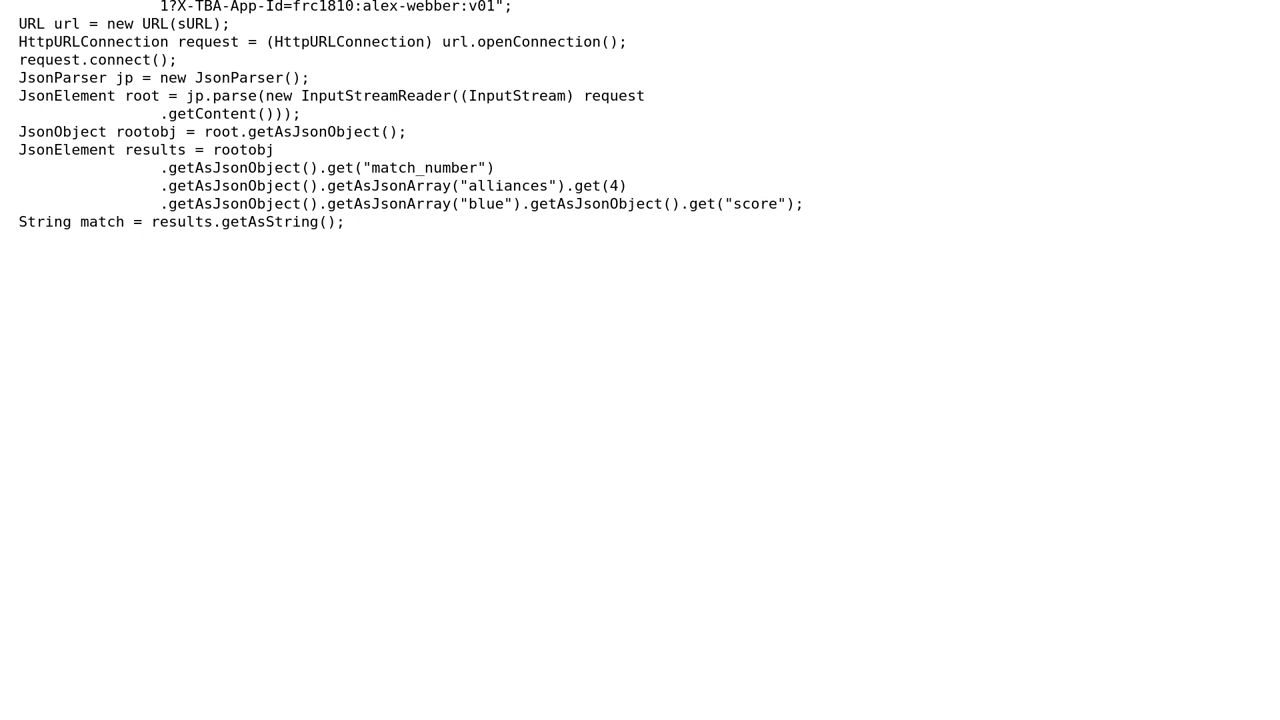 1?X-TBA-App-Id=frc1810:alex-webber:v01";
URL url = new URL(sURL);
HttpURLConnection request = (HttpURLConnection) url.openConnection();
request.connect();
JsonParser jp = new JsonParser();
JsonElement root = jp.parse(new InputStreamReader((InputStream) request
.getContent()));
JsonObject rootobj = root.getAsJsonObject();
JsonElement results = rootobj
.getAsJsonObject().get("match_number")
.getAsJsonObject().getAsJsonArray("alliances").get(4)
.getAsJsonObject().getAsJsonArray("blue").getAsJsonObject().get("score");
String match = results.getAsString();